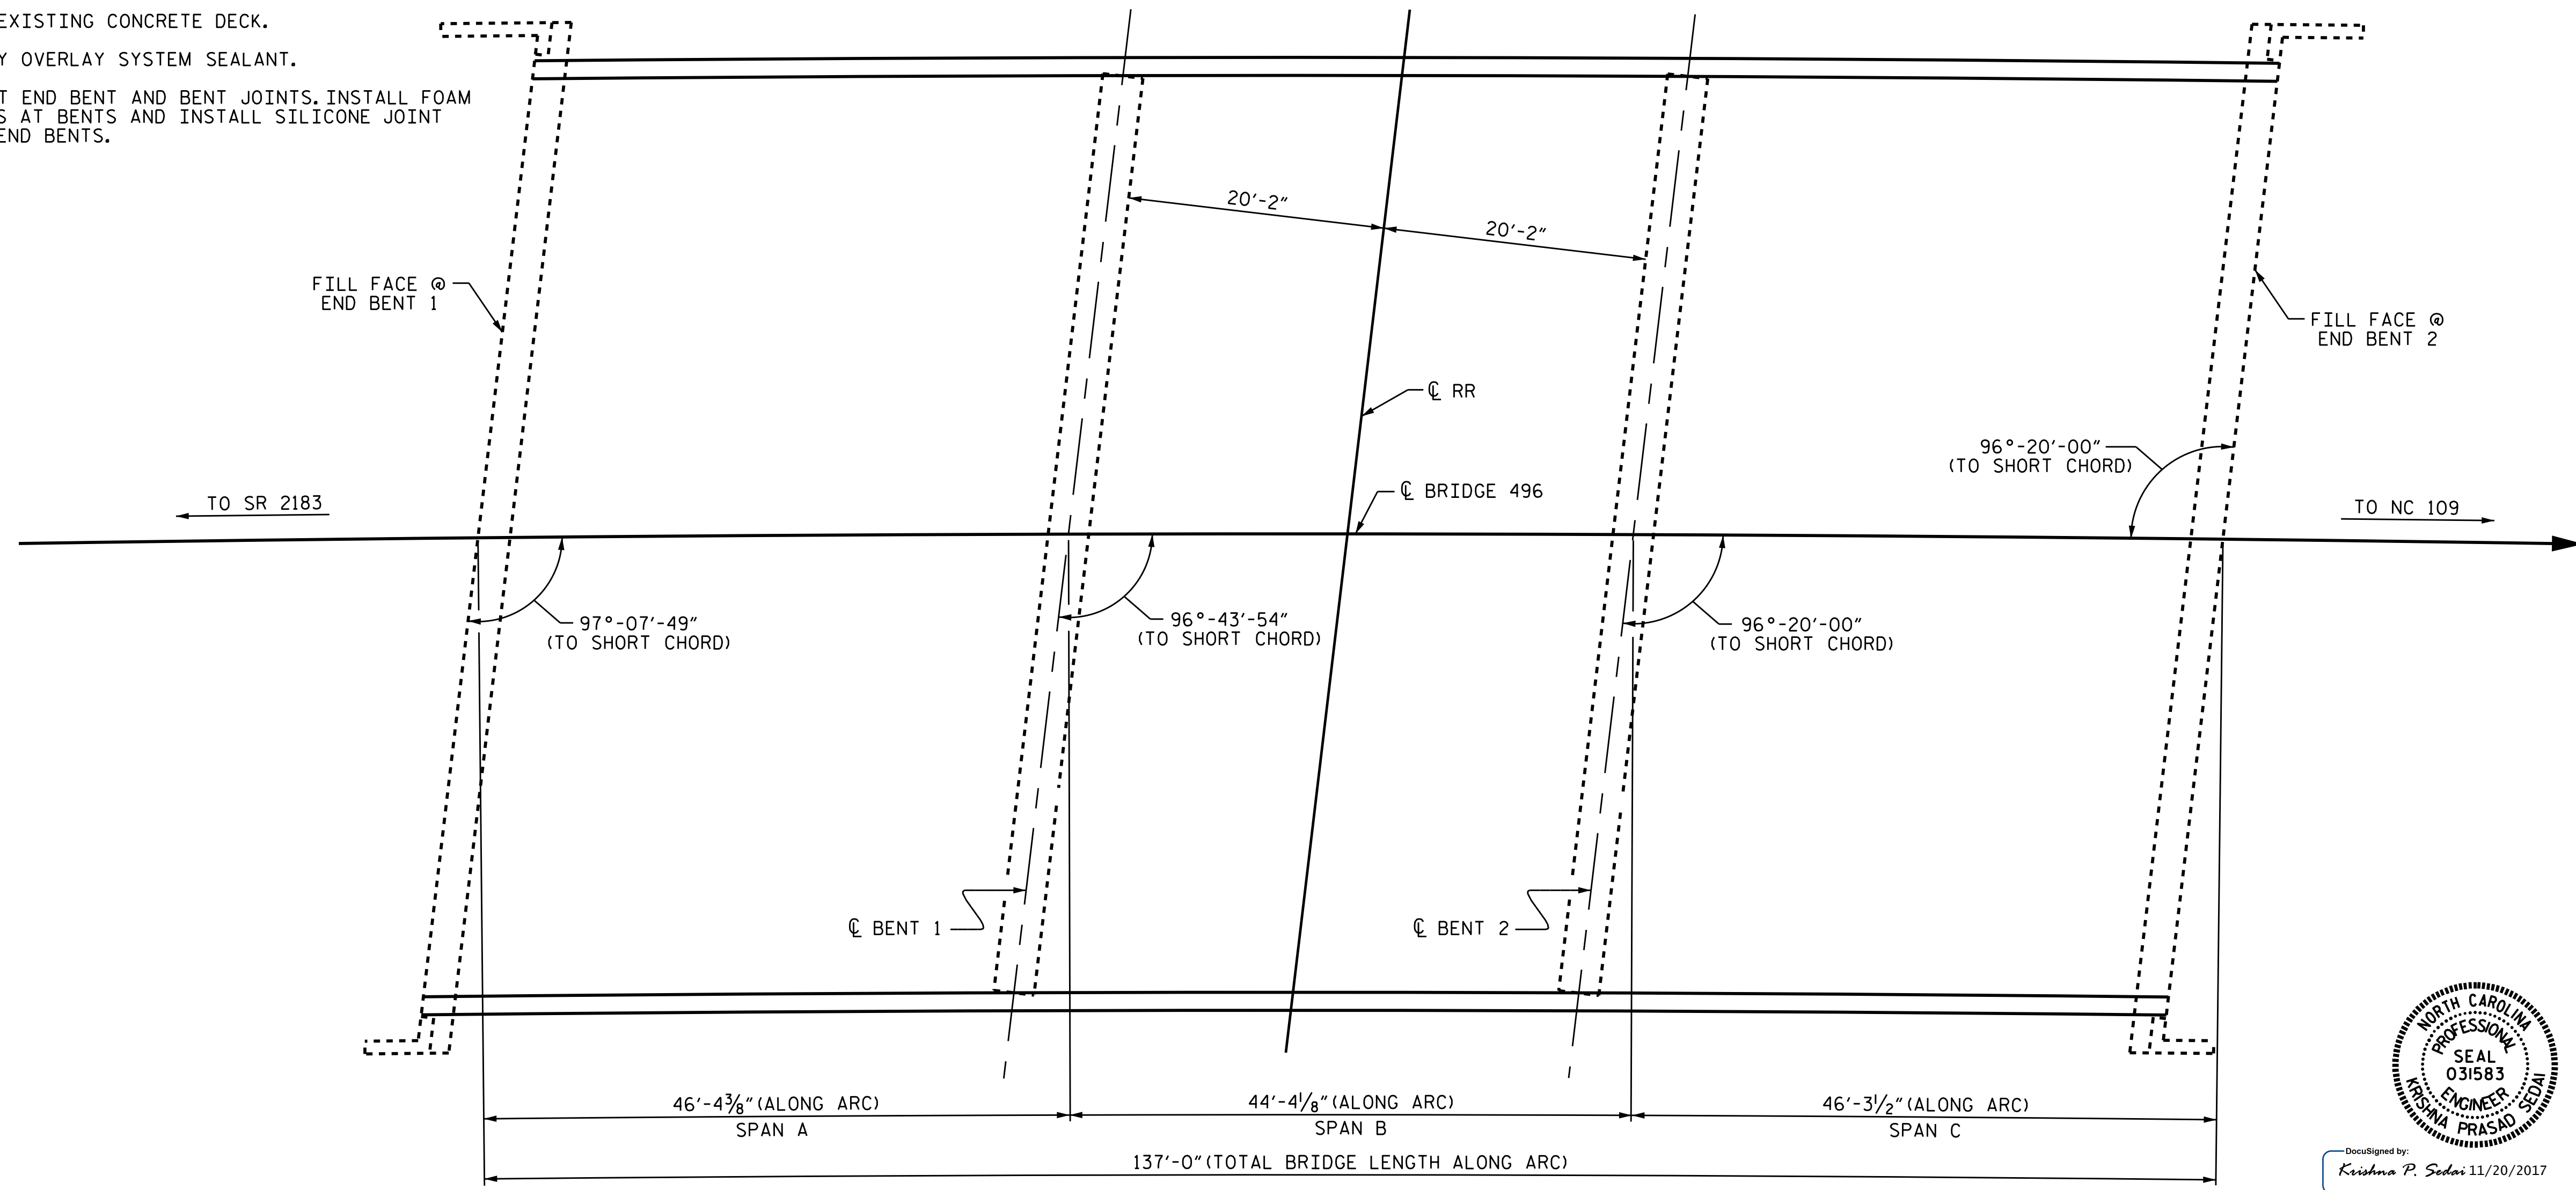 EXISTING CONCRETE DECK.
Y OVERLAY SYSTEM SEALANT.
T END BENT AND BENT JOINTS. INSTALL FOAM
S AT BENTS AND INSTALL SILICONE JOINT
END BENTS.
20'-2"
20'-2"
FILL FACE @
END BENT 1
FILL FACE @
END BENT 2
℄ RR
96°-20'-00"
(TO SHORT CHORD)
℄ BRIDGE 496
TO SR 2183
TO NC 109
97°-07'-49"
(TO SHORT CHORD)
96°-43'-54"
(TO SHORT CHORD)
96°-20'-00"
(TO SHORT CHORD)
℄ BENT 1
℄ BENT 2
46'-4⅜" (ALONG ARC)
SPAN A
44'-4⅛" (ALONG ARC)
SPAN B
46'-3½" (ALONG ARC)
SPAN C
137'-0" (TOTAL BRIDGE LENGTH ALONG ARC)
NORTH CAROLINA
PROFESSIONAL
SEAL
031583
ENGINEER
KRISHNA PRASAD SEDAI
DocuSigned by:
Krishna P. Sedai 11/20/2017